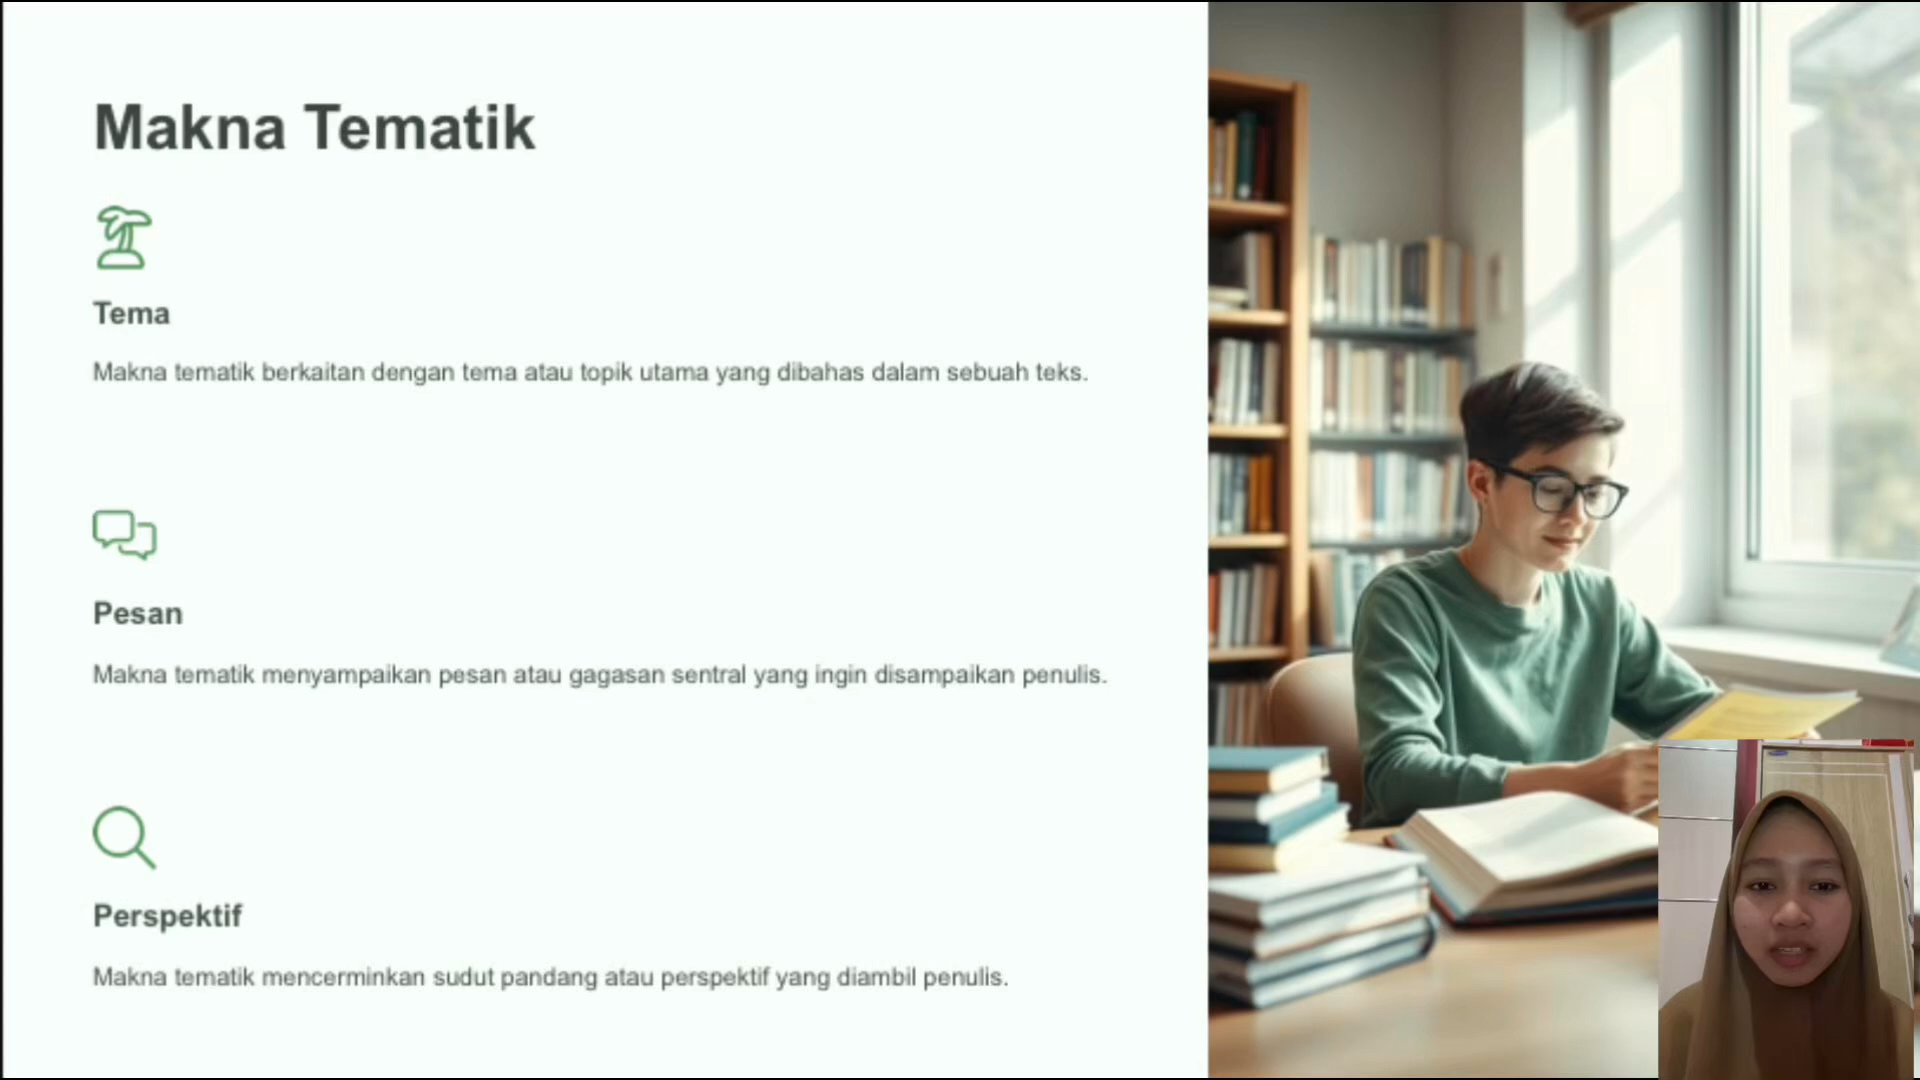 Makna Tematik
Tema
Makna tematik berkaitan dengan tema atau topik utama yang dibahas dalam sebuah teks.
Pesan
Makna tematik menyampaikan pesan atau gagasan sentral yang ingin disampaikan penulis.
Perspektif
Makna tematik mencerminkan sudut pandang atau perspektif yang diambil penulis.